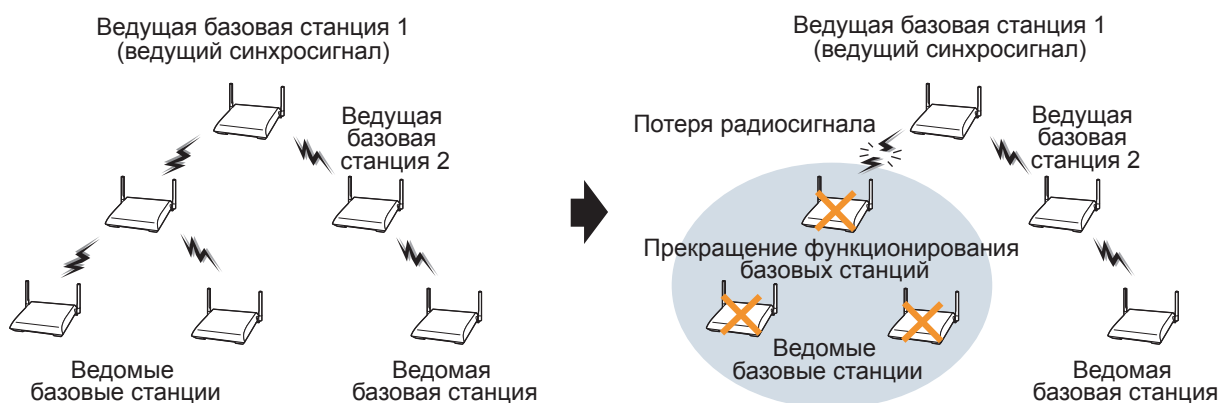 Ведущая базовая станция 1
(ведущий синхросигнал)
Ведущая
базовая
станция 2
Ведомые
базовые станции
Ведомая
базовая станция
Ведущая базовая станция 1
(ведущий синхросигнал)
Потеря радиосигнала
Ведущая
базовая
станция 2
Прекращение функционирования
базовых станций
Ведомые
базовые станции
Ведомая
базовая станция